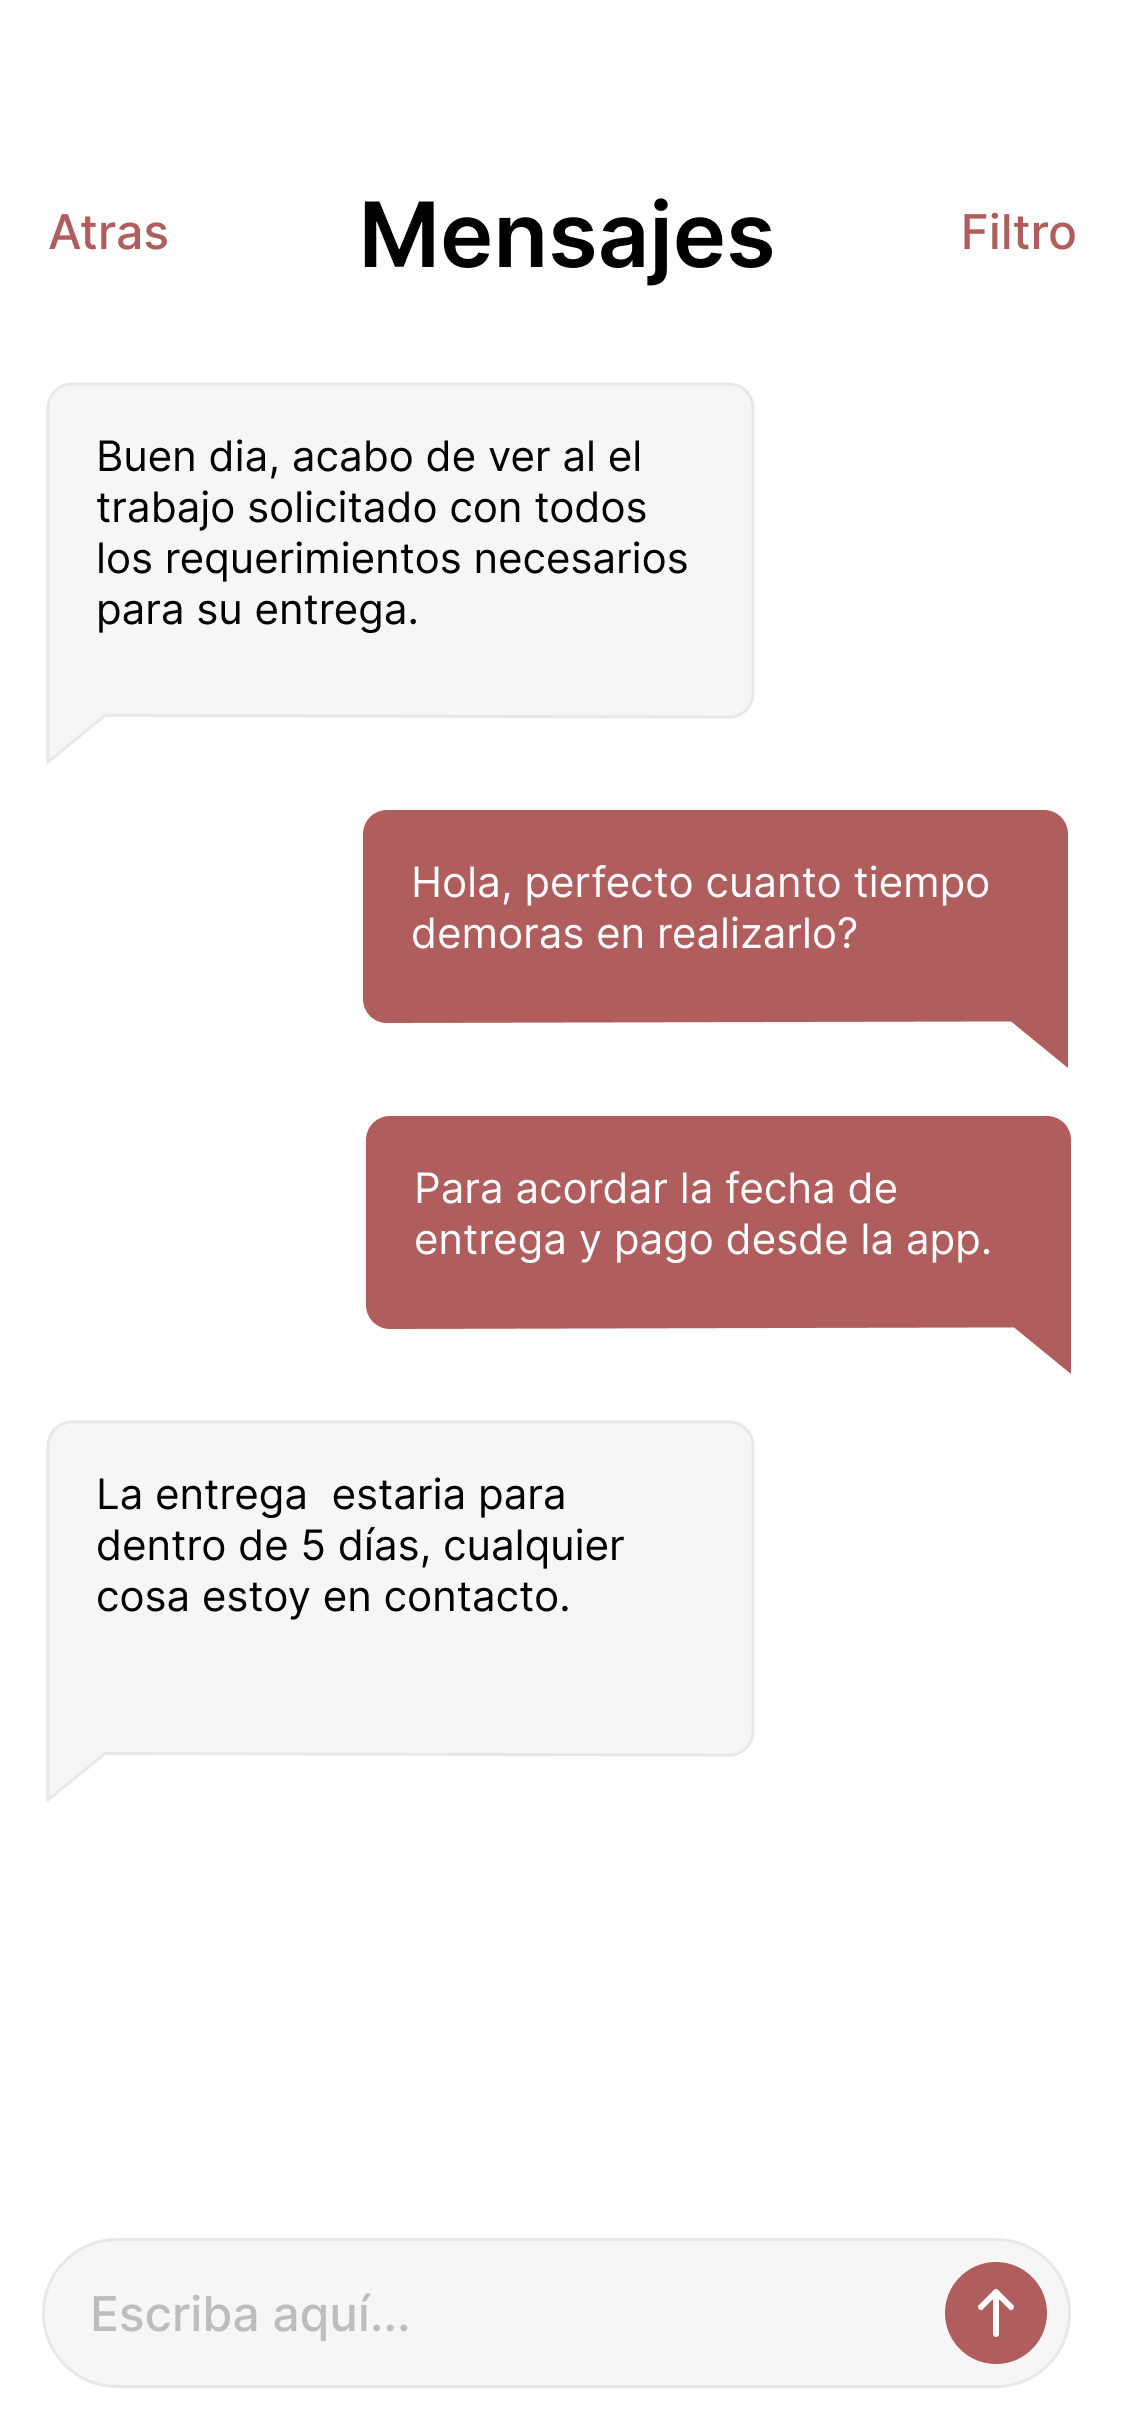 Atras
Mensajes
Filtro
Buen dia, acabo de ver al el
trabajo solicitado con todos
los requerimientos necesarios
para su entrega.
Hola, perfecto cuanto tiempo
demoras en realizarlo?
Para acordar la fecha de
entrega y pago desde la app.
La entrega  estaria para
dentro de 5 días, cualquier
cosa estoy en contacto.
Escriba aquí...